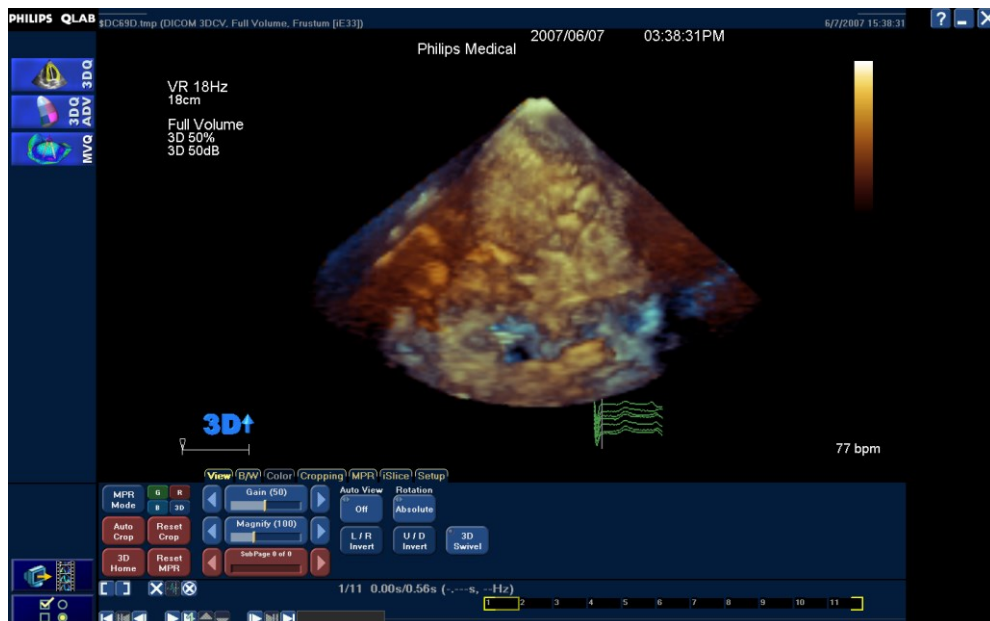 PHILIPS QLAB
$DC69D.tmp (DICOM 3DCV, Full Volume, Frustum [iE33])
6/7/2007 15:38:31
?
Philips Medical
2007/06/07
03:38:31PM
3DQ
3DQ ADV
MVQ
VR 18Hz
18cm
Full Volume
3D 50%
3D 50dB
3D
77 bpm
View B/W Color Cropping MPR iSlice Setup
MPR Mode
G R
B 3D
Gain (50)
Auto View
Off
Rotation
Absolute
Auto Crop
Reset Crop
Magnify (100)
L / R Invert
U / D Invert
3D Swivel
3D Home
Reset MPR
SubPage 0 of 0
1/11 0.00s/0.56s (-.---s, --Hz)
1 2 3 4 5 6 7 8 9 10 11